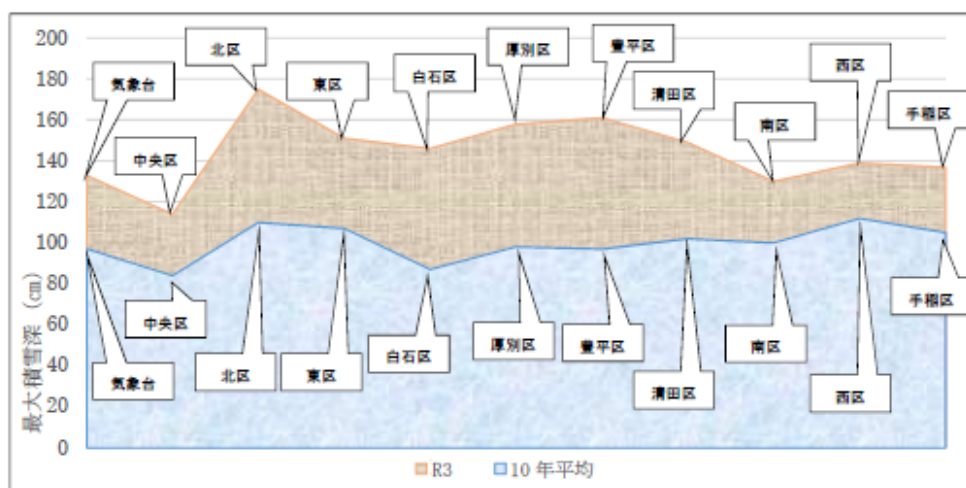 200
180
160
140
120
100
80
60
40
20
0
最大積雪深 (cm)
気象台
中央区
北区
東区
白石区
厚別区
豊平区
清田区
南区
西区
手稲区
気象台
中央区
北区
東区
白石区
厚別区
豊平区
清田区
南区
西区
手稲区
R3
10年平均